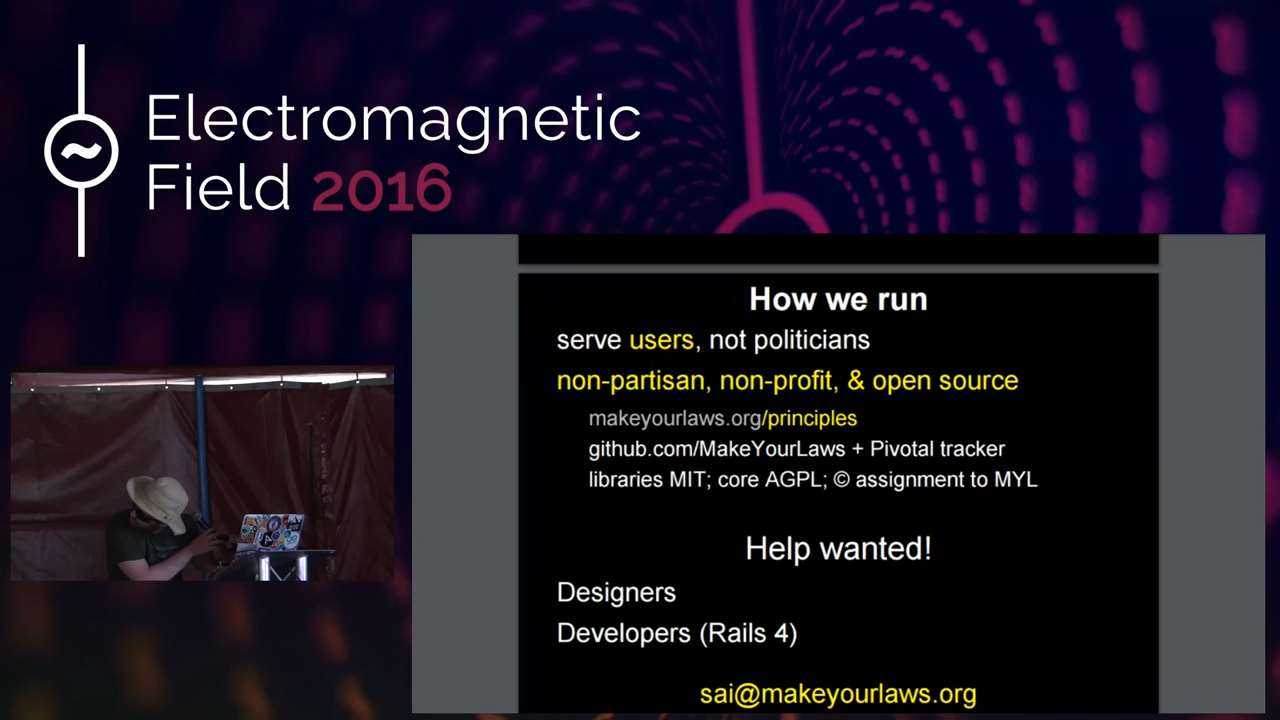 Electromagnetic
Field 2016
How we run
serve users, not politicians
non-partisan, non-profit, & open source
makeyourlaws.org/principles
github.com/MakeYourLaws + Pivotal tracker
libraries MIT; core AGPL; © assignment to MYL
Help wanted!
Designers
Developers (Rails 4)
sai@makeyourlaws.org